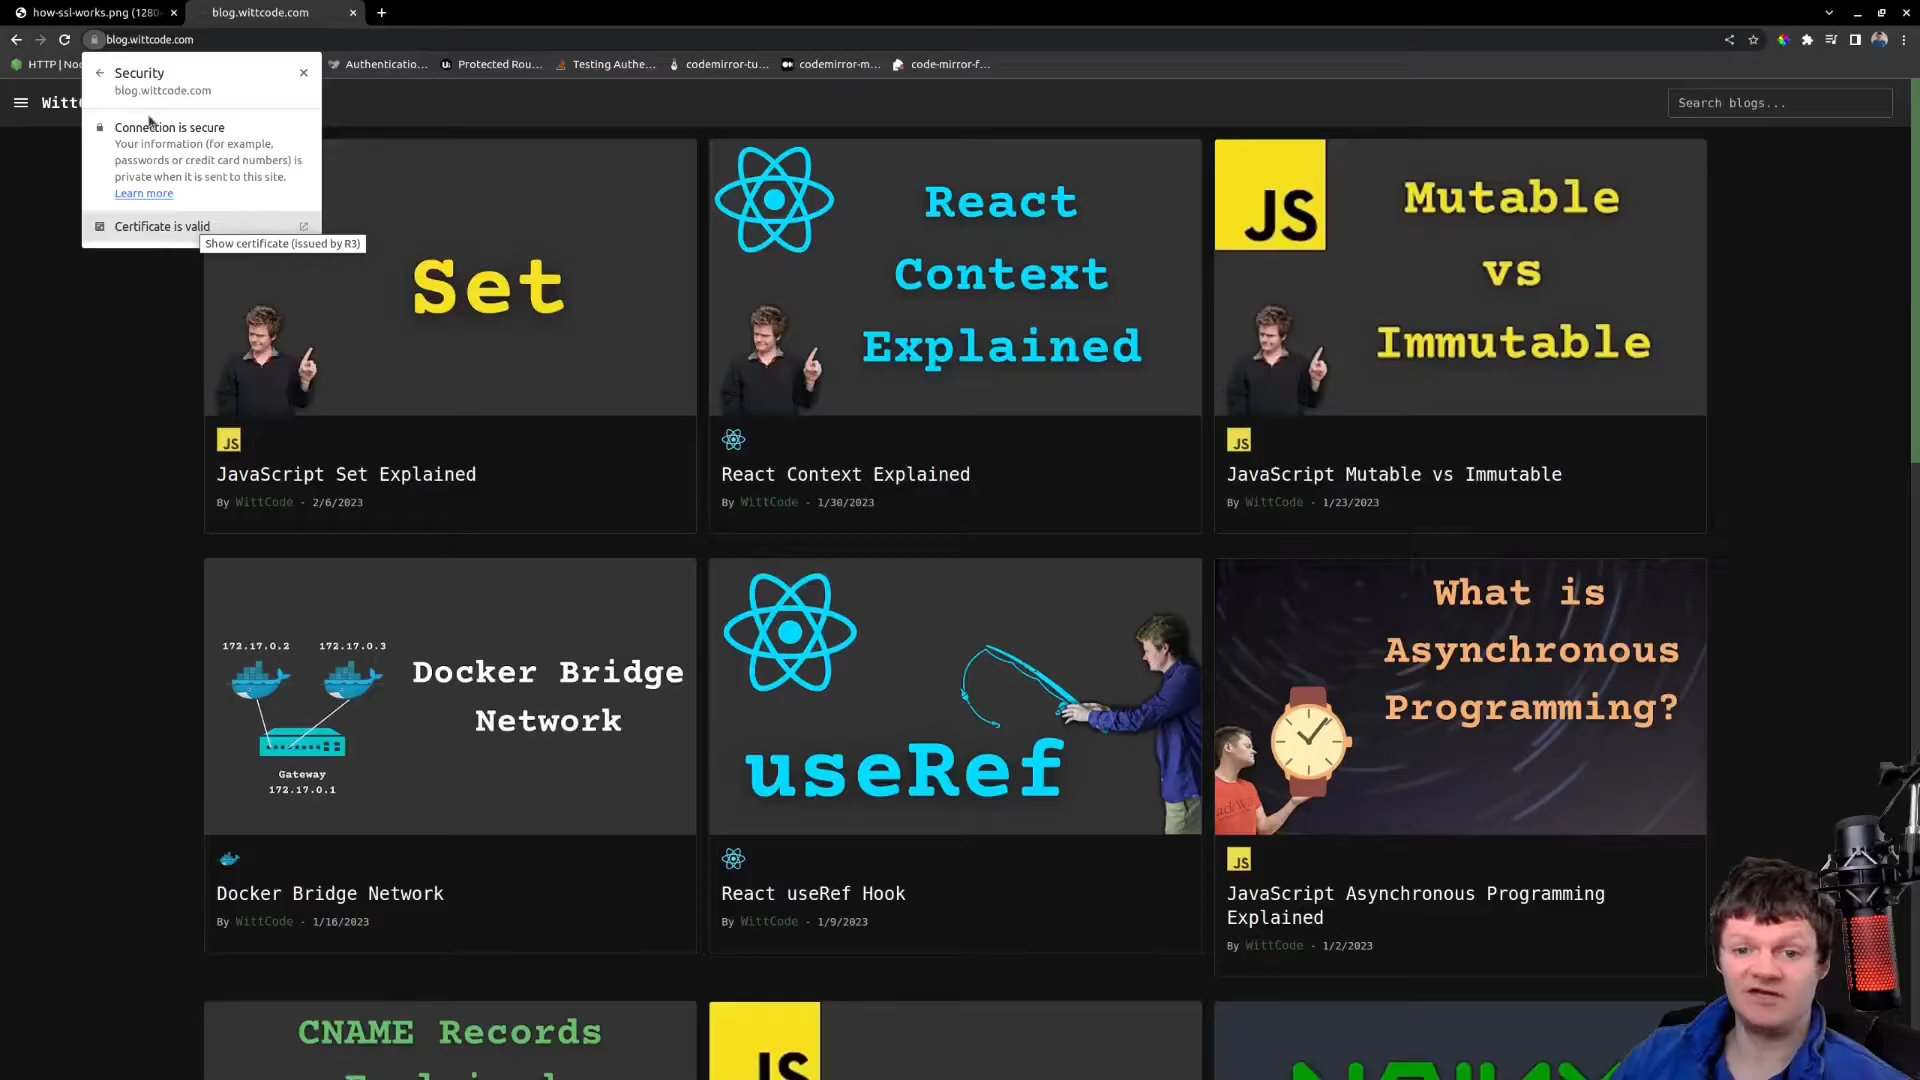 how-ssl-works.png (1280
blog.wittcode.com
blog.wittcode.com
HTTP | Nod
Authenticatio...
Protected Rou...
Testing Authe...
codemirror-tu...
codemirror-m...
code-mirror-f...
Security
blog.wittcode.com
Connection is secure
Your information (for example,
passwords or credit card numbers) is
private when it is sent to this site.
Learn more
Certificate is valid
Show certificate (issued by R3)
Search blogs...
Set
JS
JavaScript Set Explained
By WittCode - 2/6/2023
React
Context
Explained
React Context Explained
By WittCode - 1/30/2023
JS
Mutable
vs
Immutable
JS
JavaScript Mutable vs Immutable
By WittCode - 1/23/2023
172.17.0.2 172.17.0.3
Docker Bridge
Network
Gateway
172.17.0.1
Docker Bridge Network
By WittCode - 1/16/2023
useRef
React useRef Hook
By WittCode - 1/9/2023
What is
Asynchronous
Programming?
JS
JavaScript Asynchronous Programming
Explained
By WittCode - 1/2/2023
CNAME Records
Explained
JS